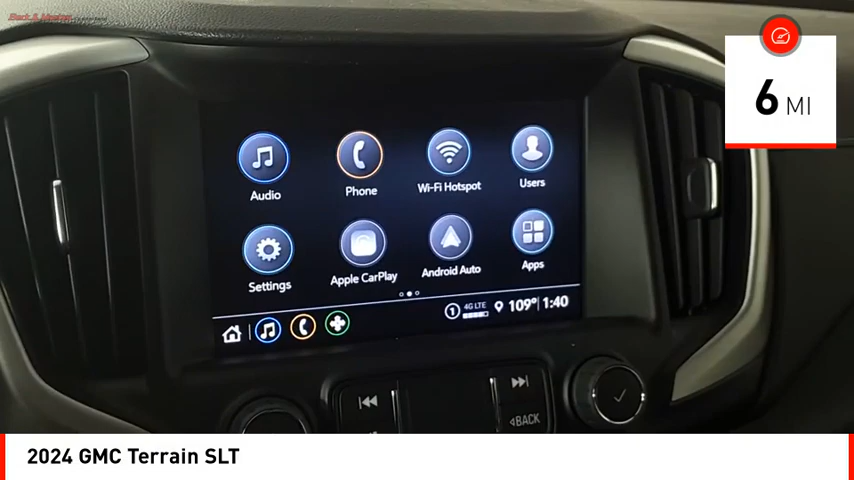 6 MI
Audio
Phone
Wi-Fi Hotspot
Users
Settings
Apple CarPlay
Android Auto
Apps
1 4G LTE 109° 1:40
BACK
2024 GMC Terrain SLT